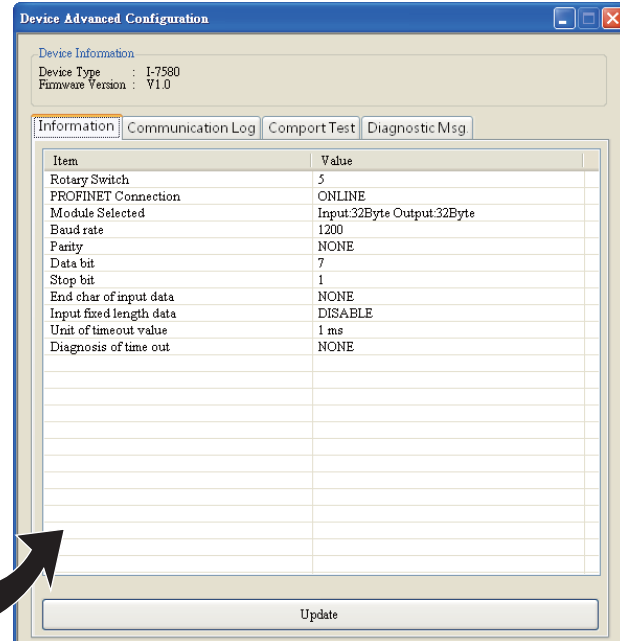 Device Advanced Configuration
Device Information
Device Type : I-7580
Firmware Version : V1.0
Information Communication Log Comport Test Diagnostic Msg.
Item Value
Rotary Switch 5
PROFINET Connection ONLINE
Module Selected Input:32Byte Output:32Byte
Baud rate 1200
Parity NONE
Data bit 7
Stop bit 1
End char of input data NONE
Input fixed length data DISABLE
Unit of timeout value 1 ms
Diagnosis of time out NONE
Update